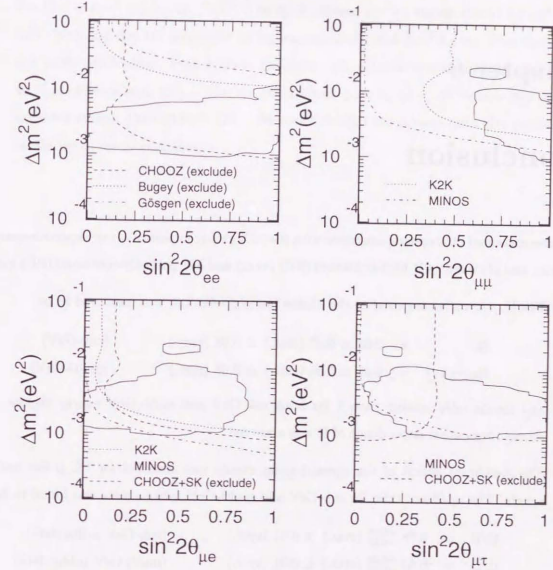 Δm²(eV²)
10
10⁻²
10⁻³
10⁻⁴
CHOOZ (exclude)
Bugey (exclude)
Gösgen (exclude)
0 0.25 0.5 0.75 1
sin²2θee
Δm²(eV²)
10⁻¹
10⁻²
10⁻³
10⁻⁴
K2K
MINOS
0 0.25 0.5 0.75 1
sin²2θμμ
Δm²(eV²)
10⁻¹
10⁻²
10⁻³
10⁻⁴
K2K
MINOS
CHOOZ+SK (exclude)
0 0.25 0.5 0.75 1
sin²2θμe
Δm²(eV²)
10⁻¹
10⁻²
10⁻³
10⁻⁴
MINOS
CHOOZ+SK (exclude)
0 0.25 0.5 0.75 1
sin²2θμτ